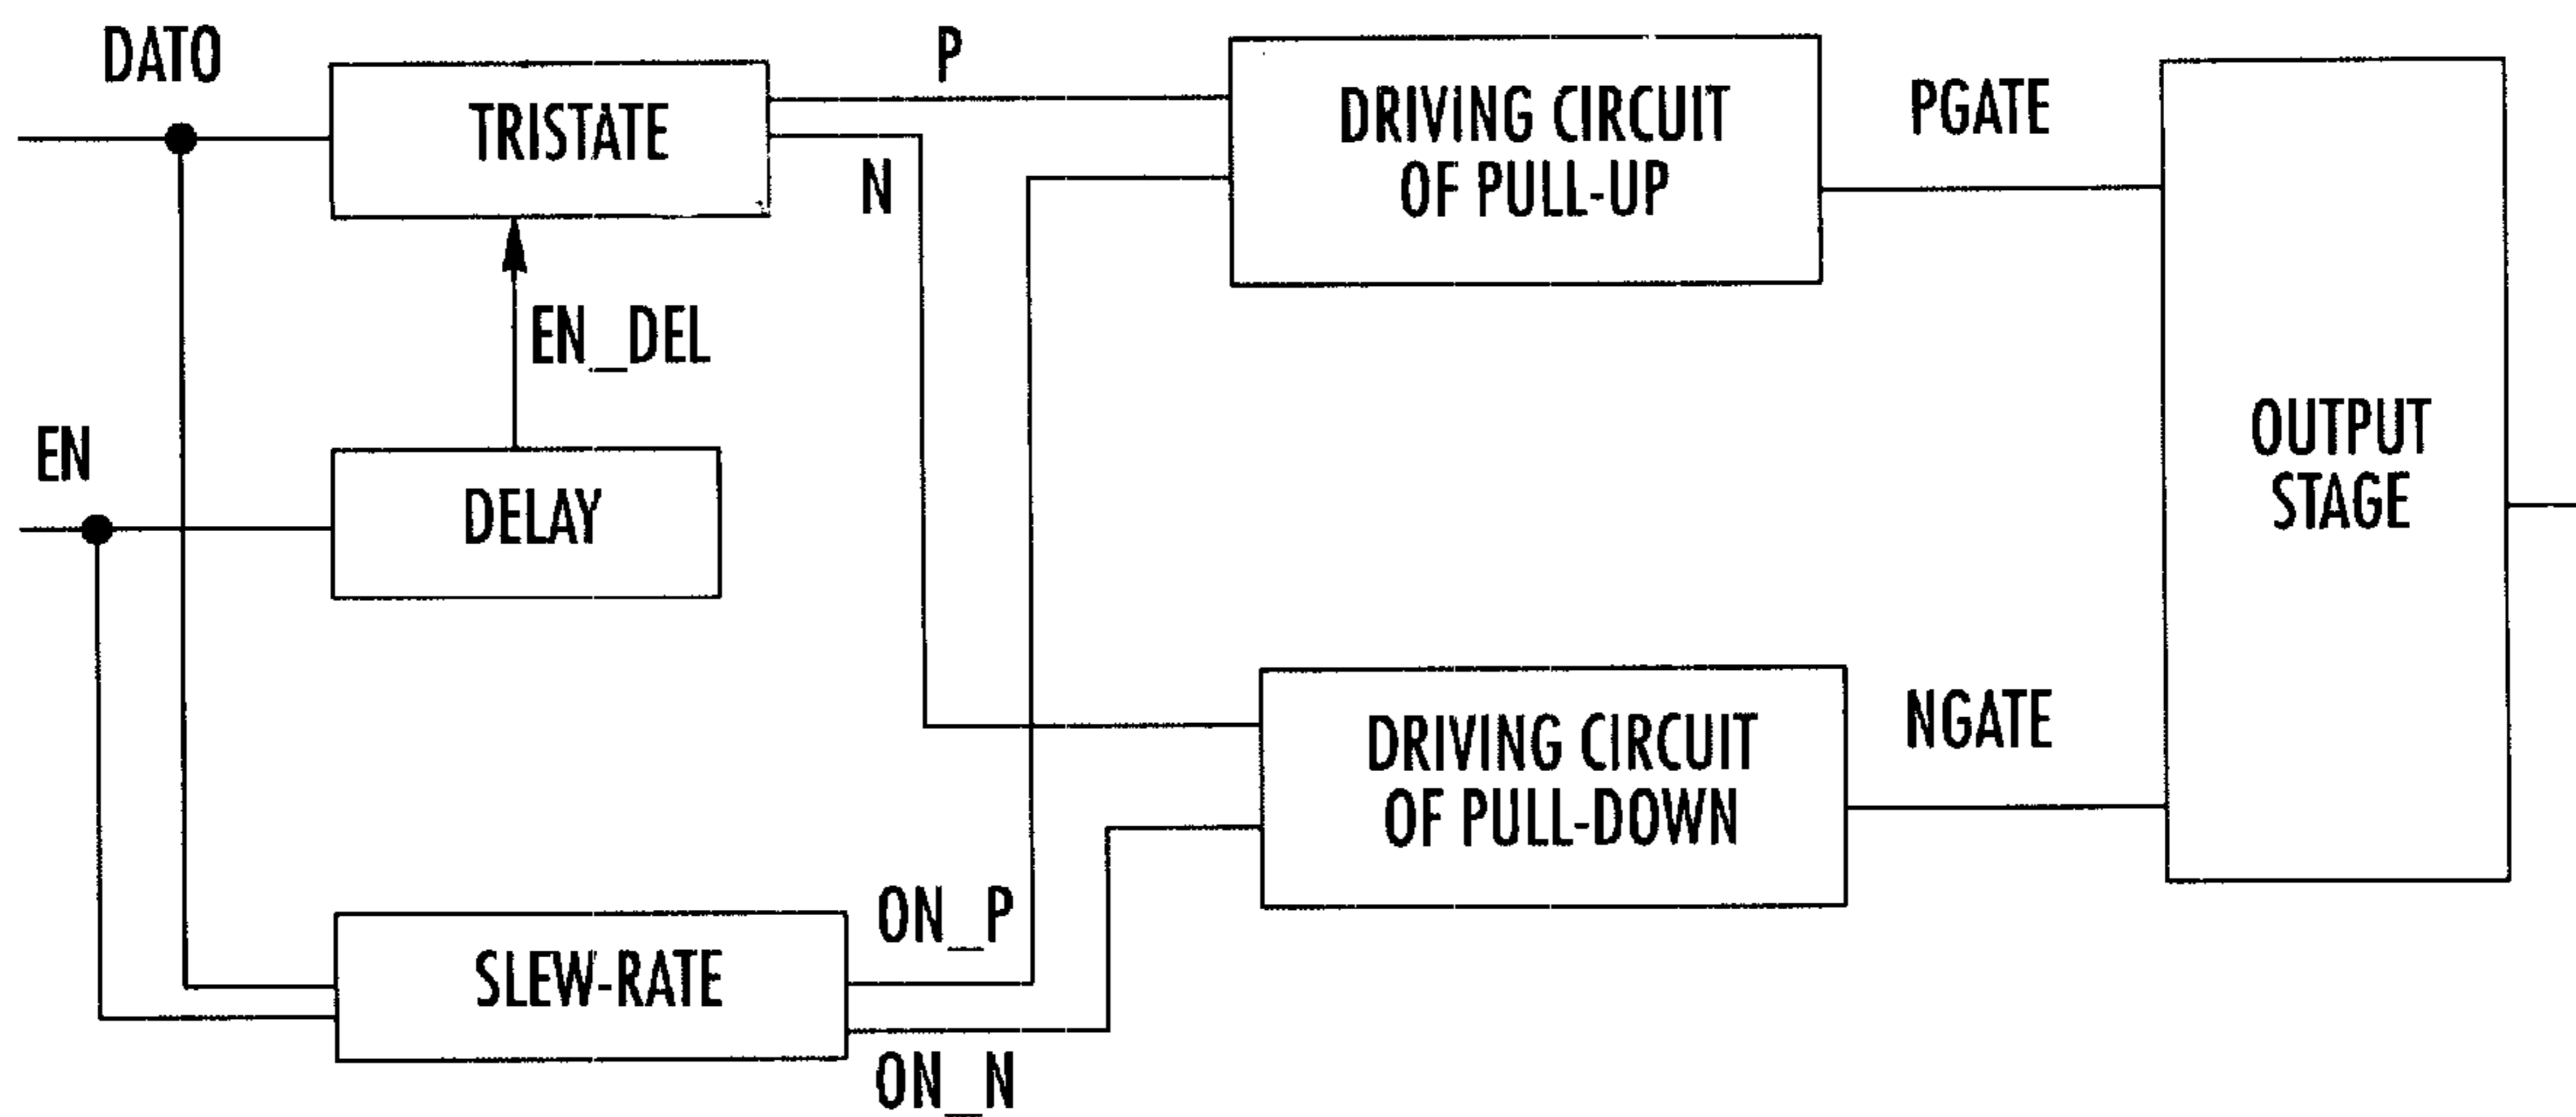 DATO
TRISTATE
P
N
DRIVING CIRCUIT
OF PULL-UP
PGATE
EN_DEL
EN
DELAY
OUTPUT
STAGE
DRIVING CIRCUIT
OF PULL-DOWN
NGATE
SLEW-RATE
ON_P
ON_N